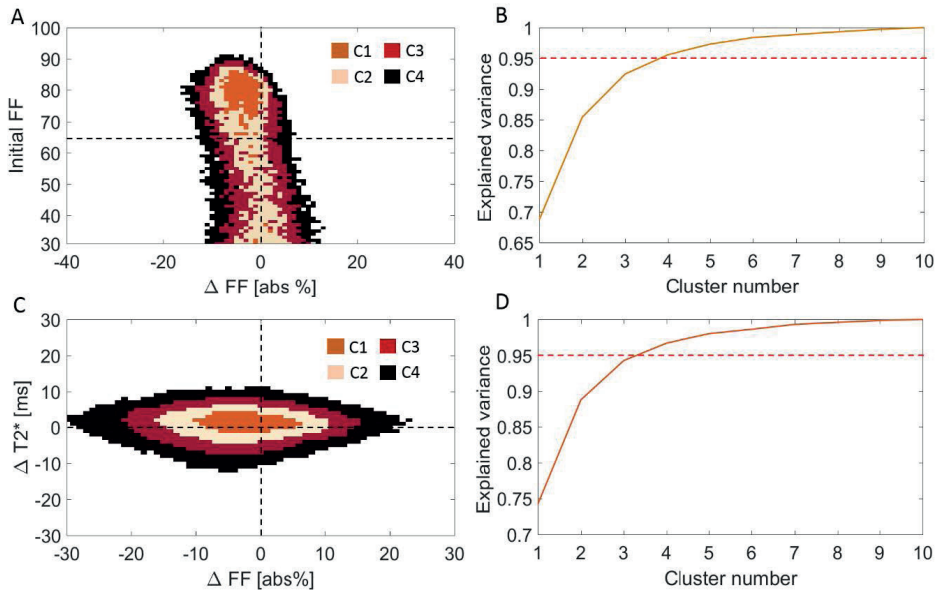 A
100
90
80
70
60
50
40
30
Initial FF
C1 C3
C2 C4
-40 -20 0 20 40
Δ FF [abs %]
B
1
0.95
0.9
0.85
0.8
0.75
0.7
0.65
Explained variance
1 2 3 4 5 6 7 8 9 10
Cluster number
C
30
20
10
0
-10
-20
-30
Δ T2* [ms]
C1 C3
C2 C4
-30 -20 -10 0 10 20 30
Δ FF [abs%]
D
1
0.95
0.9
0.85
0.8
0.75
0.7
Explained variance
1 2 3 4 5 6 7 8 9 10
Cluster number